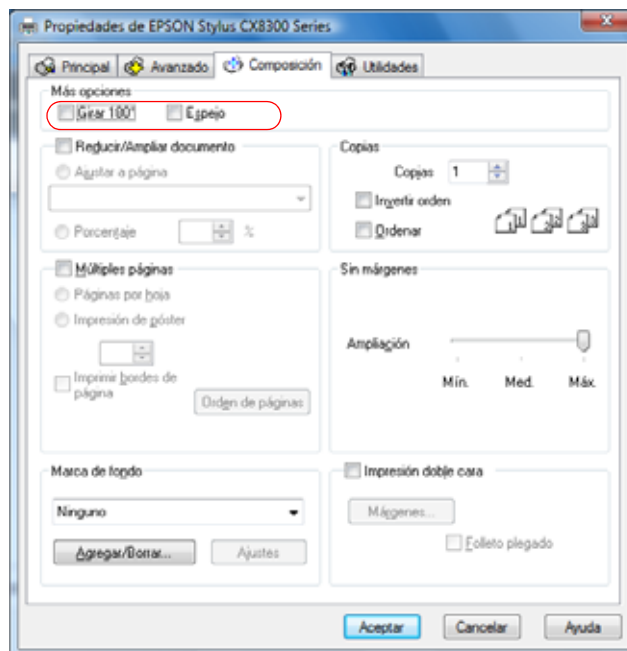 Propiedades de EPSON Stylus CX8300 Series
Principal Avanzado Composición Utilidades
Más opciones
Girar 180° Espejo
Reducir/Ampliar documento
Ajustar a página
Porcentaje %
Copias
Copias 1
Invertir orden
Ordenar
Múltiples páginas
Páginas por hoja
Impresión de póster
Imprimir bordes de
página
Orden de páginas
Sin márgenes
Ampliación
Mín. Med. Máx.
Marca de fondo
Ninguno
Agregar/Borrar... Ajustes
Impresión doble cara
Márgenes...
Folleto plegado
Aceptar Cancelar Ayuda